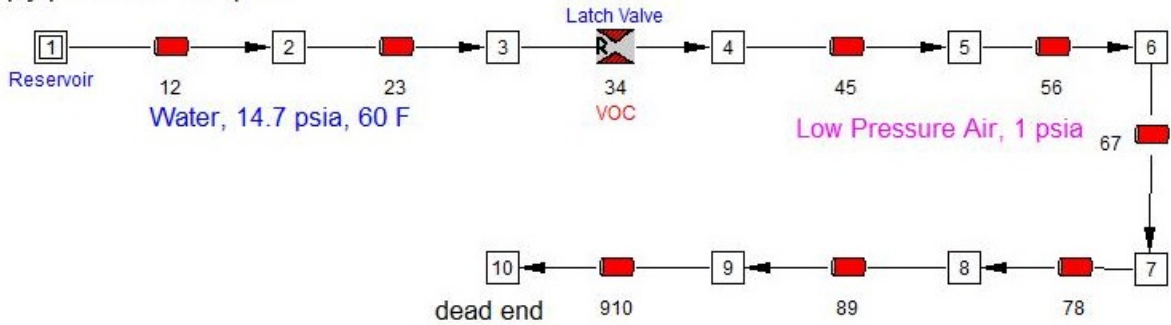 Latch Valve
1 2 3 R 4 5 6
Reservoir 12 23 34 45 56
VOC
Water, 14.7 psia, 60 F
Low Pressure Air, 1 psia 67
10 9 8 7
dead end 910 89 78